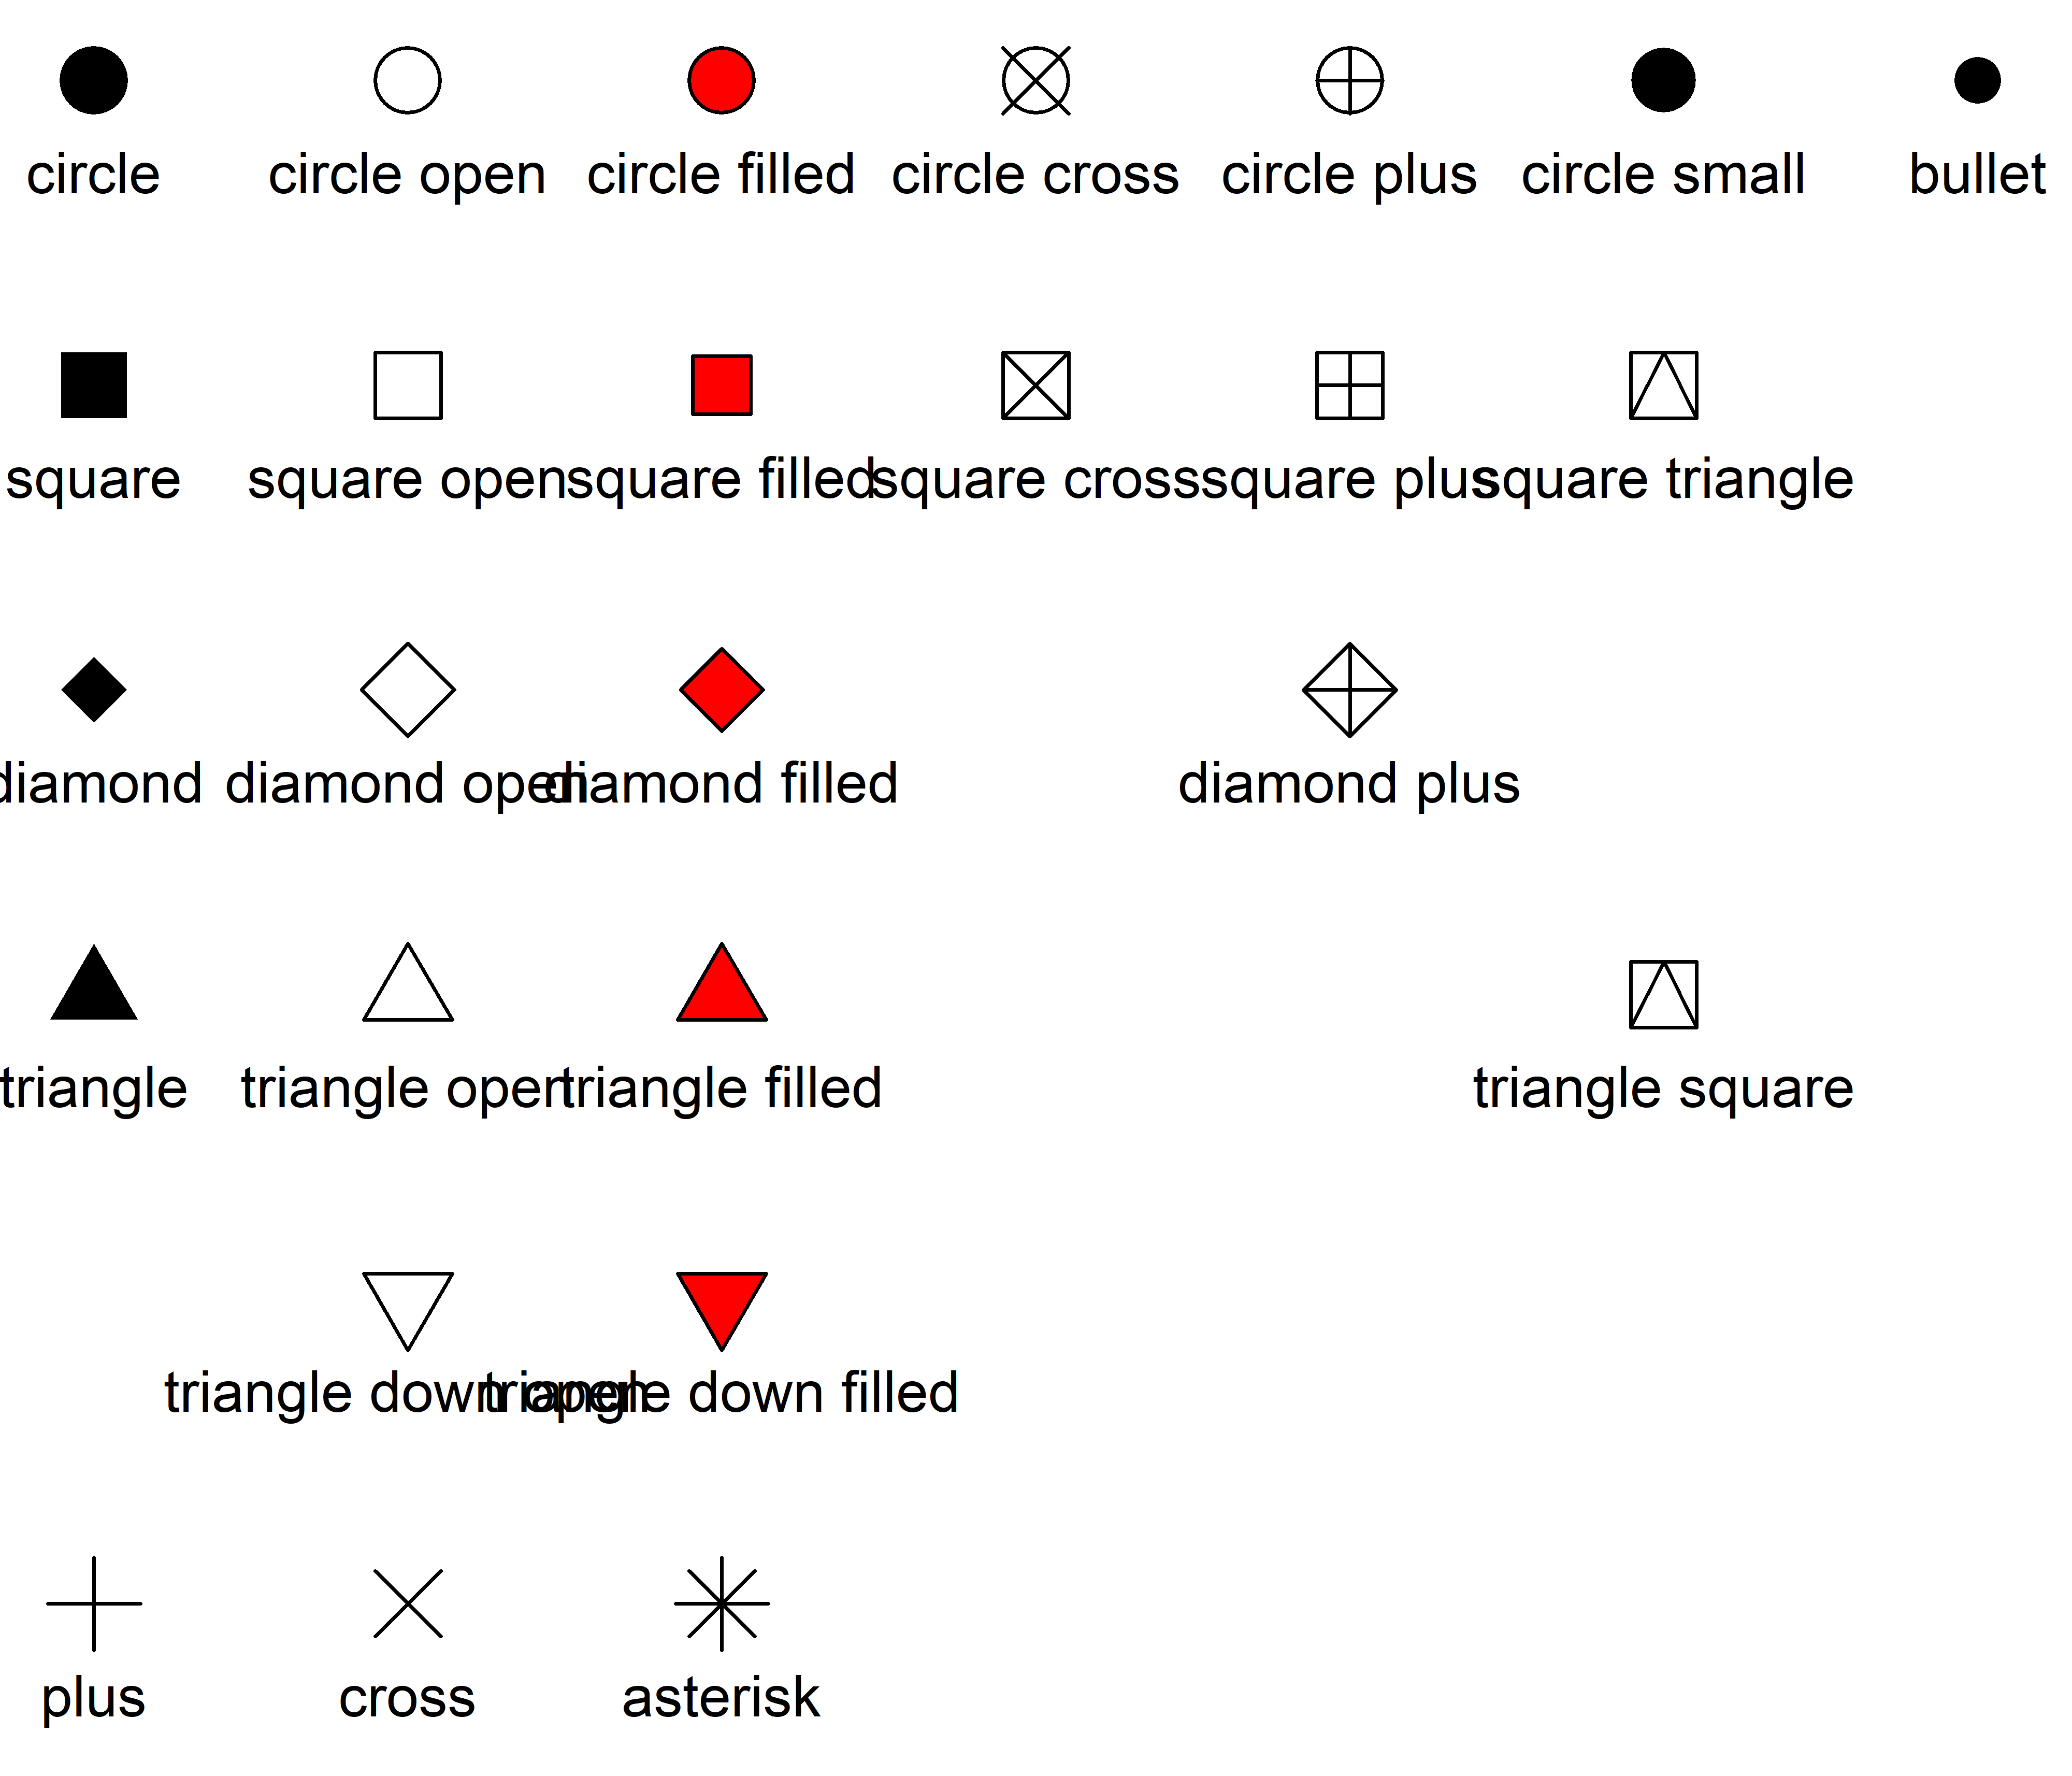 circle circle open circle filled circle cross circle plus circle small bullet
square square open square filled square cross square plus square triangle
diamond diamond open diamond filled diamond plus
triangle triangle open triangle filled triangle square
triangle down open triangle down filled
plus cross asterisk